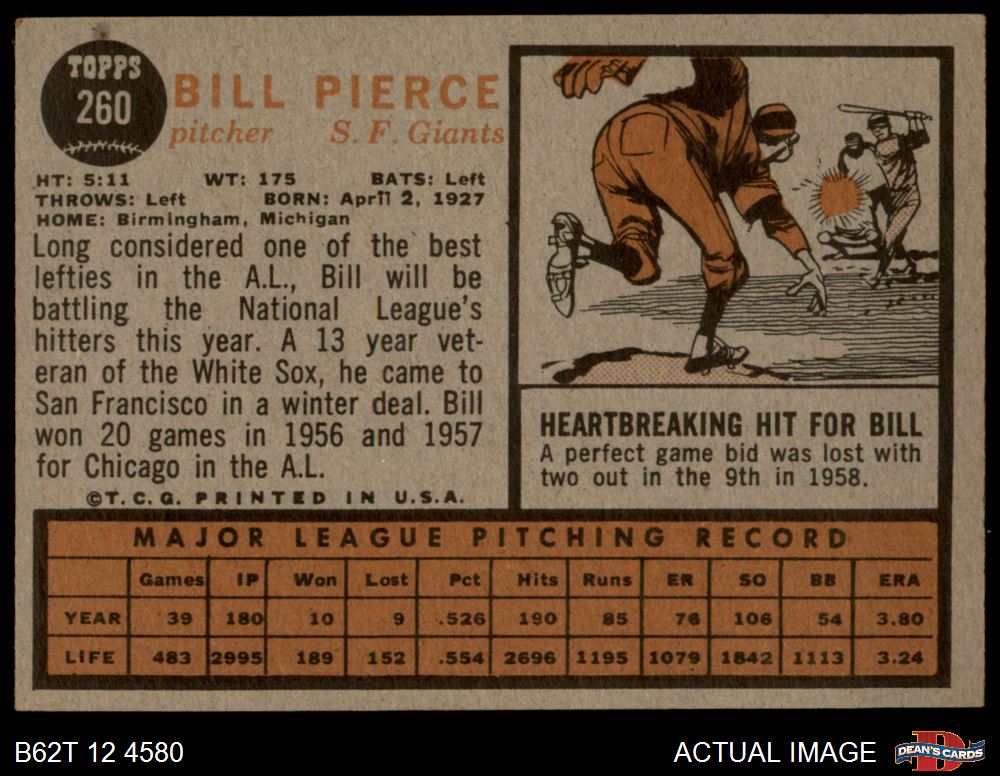 TOPPS
260
BILL PIERCE
pitcher S. F. Giants
HT: 5:11 WT: 175 BATS: Left
THROWS: Left BORN: April 2, 1927
HOME: Birmingham, Michigan
Long considered one of the best
lefties in the A.L., Bill will be
battling the National League's
hitters this year. A 13 year vet-
eran of the White Sox, he came to
San Francisco in a winter deal. Bill
won 20 games in 1956 and 1957
for Chicago in the A.L.
©T.C.G. PRINTED IN U.S.A.
HEARTBREAKING HIT FOR BILL
A perfect game bid was lost with
two out in the 9th in 1958.
MAJOR LEAGUE PITCHING RECORD
Games IP Won Lost Pct Hits Runs ER SO BB ERA
YEAR 39 180 10 9 .526 190 85 76 106 54 3.80
LIFE 483 2995 189 152 .554 2696 1195 1079 1842 1113 3.24
B62T 12 4580 ACTUAL IMAGE D DEAN'S CARDS